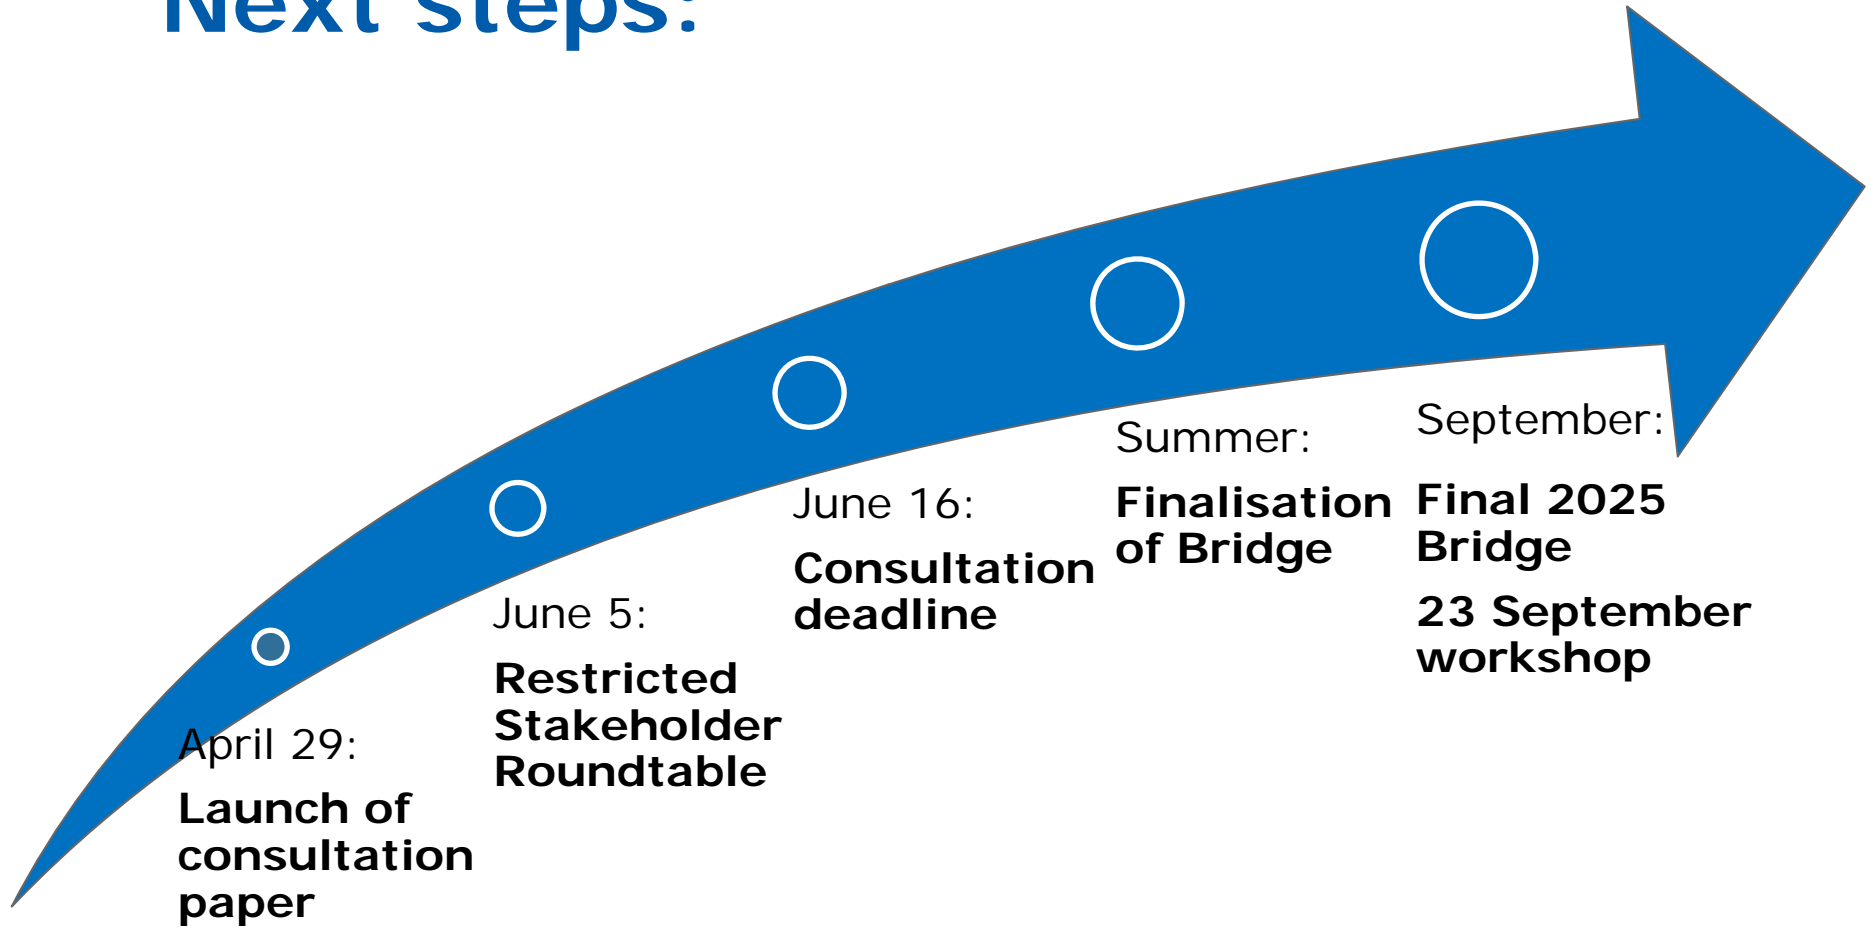 Next steps:
April 29:
Launch of
consultation
paper
June 5:
Restricted
Stakeholder
Roundtable
June 16:
Consultation
deadline
Summer:
Finalisation
of Bridge
September:
Final 2025
Bridge
23 September
workshop